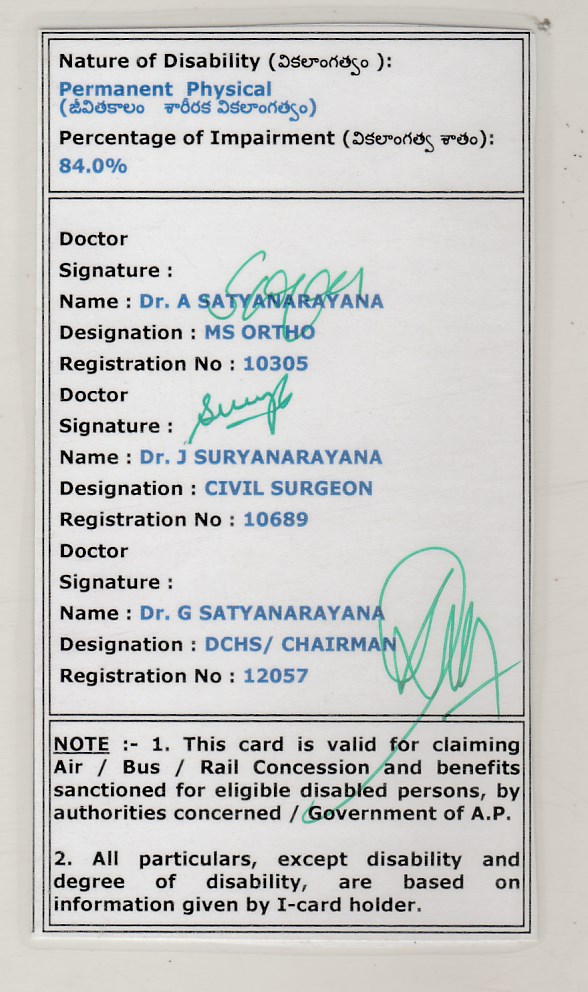 Nature of Disability (వికలాంగత్వం ):
Permanent Physical
(జీవితకాలం శారీరక వికలాంగత్వం)
Percentage of Impairment (వికలాంగత్వ శాతం):
84.0%
Doctor
Signature :
Name : Dr. A SATYANARAYANA
Designation : MS ORTHO
Registration No : 10305
Doctor
Signature :
Name : Dr. J SURYANARAYANA
Designation : CIVIL SURGEON
Registration No : 10689
Doctor
Signature :
Name : Dr. G SATYANARAYANA
Designation : DCHS/ CHAIRMAN
Registration No : 12057
NOTE :- 1. This card is valid for claiming
Air / Bus / Rail Concession and benefits
sanctioned for eligible disabled persons, by
authorities concerned / Government of A.P.
2. All particulars, except disability and
degree of disability, are based on
information given by I-card holder.